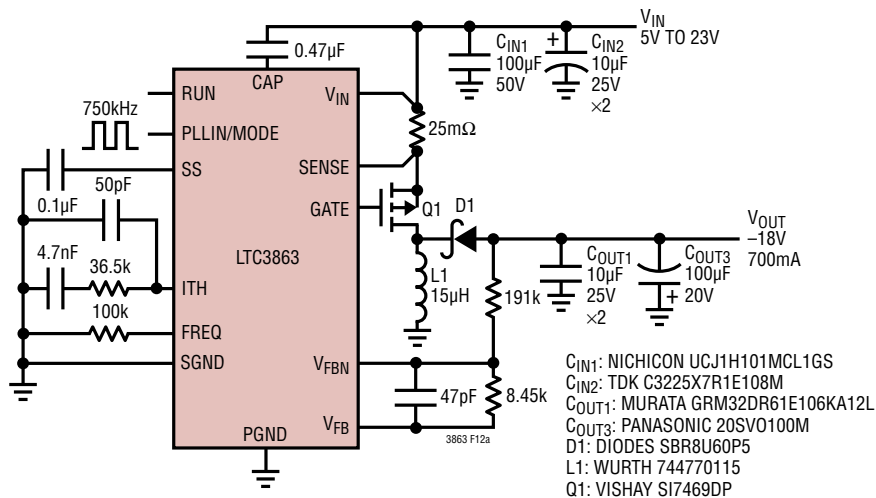 V_IN
5V TO 23V
0.47µF
C_IN1
100µF
50V
+
C_IN2
10µF
25V
×2
CAP
RUN
V_IN
750kHz
PLLIN/MODE
25mΩ
SS
SENSE
50pF
0.1µF
GATE
Q1
D1
V_OUT
–18V
700mA
LTC3863
4.7nF
36.5k
ITH
L1
15µH
191k
C_OUT1
10µF
25V
×2
C_OUT3
100µF
+ 20V
100k
FREQ
SGND
V_FBN
47pF
8.45k
V_FB
3863 F12a
PGND
C_IN1: NICHICON UCJ1H101MCL1GS
C_IN2: TDK C3225X7R1E108M
C_OUT1: MURATA GRM32DR61E106KA12L
C_OUT3: PANASONIC 20SVO100M
D1: DIODES SBR8U60P5
L1: WURTH 744770115
Q1: VISHAY SI7469DP